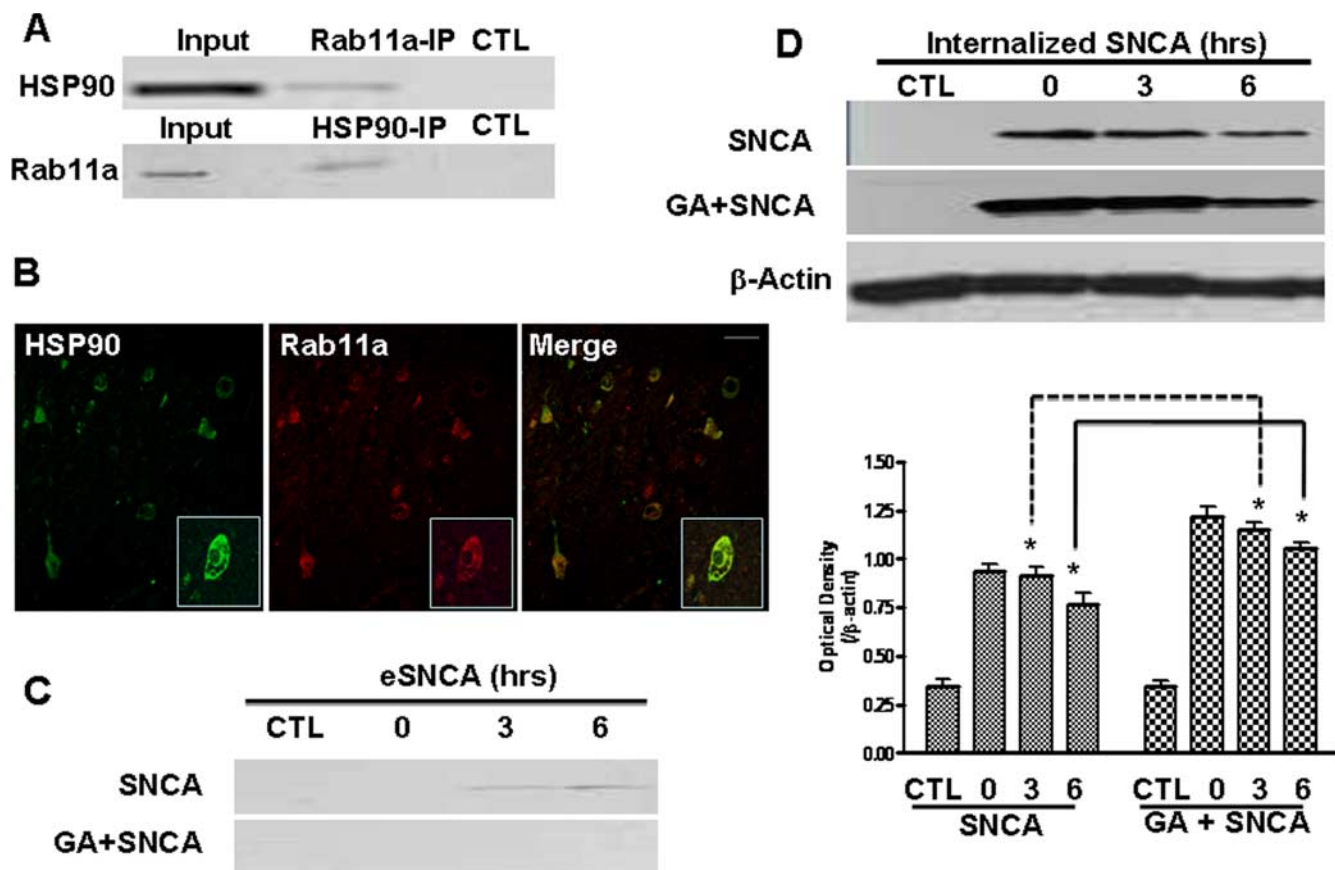 A
Input Rab11a-IP CTL
HSP90
Input HSP90-IP CTL
Rab11a
B
HSP90 Rab11a Merge
C
eSNCA (hrs)
CTL 0 3 6
SNCA
GA+SNCA
D
Internalized SNCA (hrs)
CTL 0 3 6
SNCA
GA+SNCA
β-Actin
Optical Density
(/β-actin)
1.50
1.25
1.00
0.75
0.50
0.25
0.00
* * * *
CTL 0 3 6 CTL 0 3 6
SNCA GA + SNCA